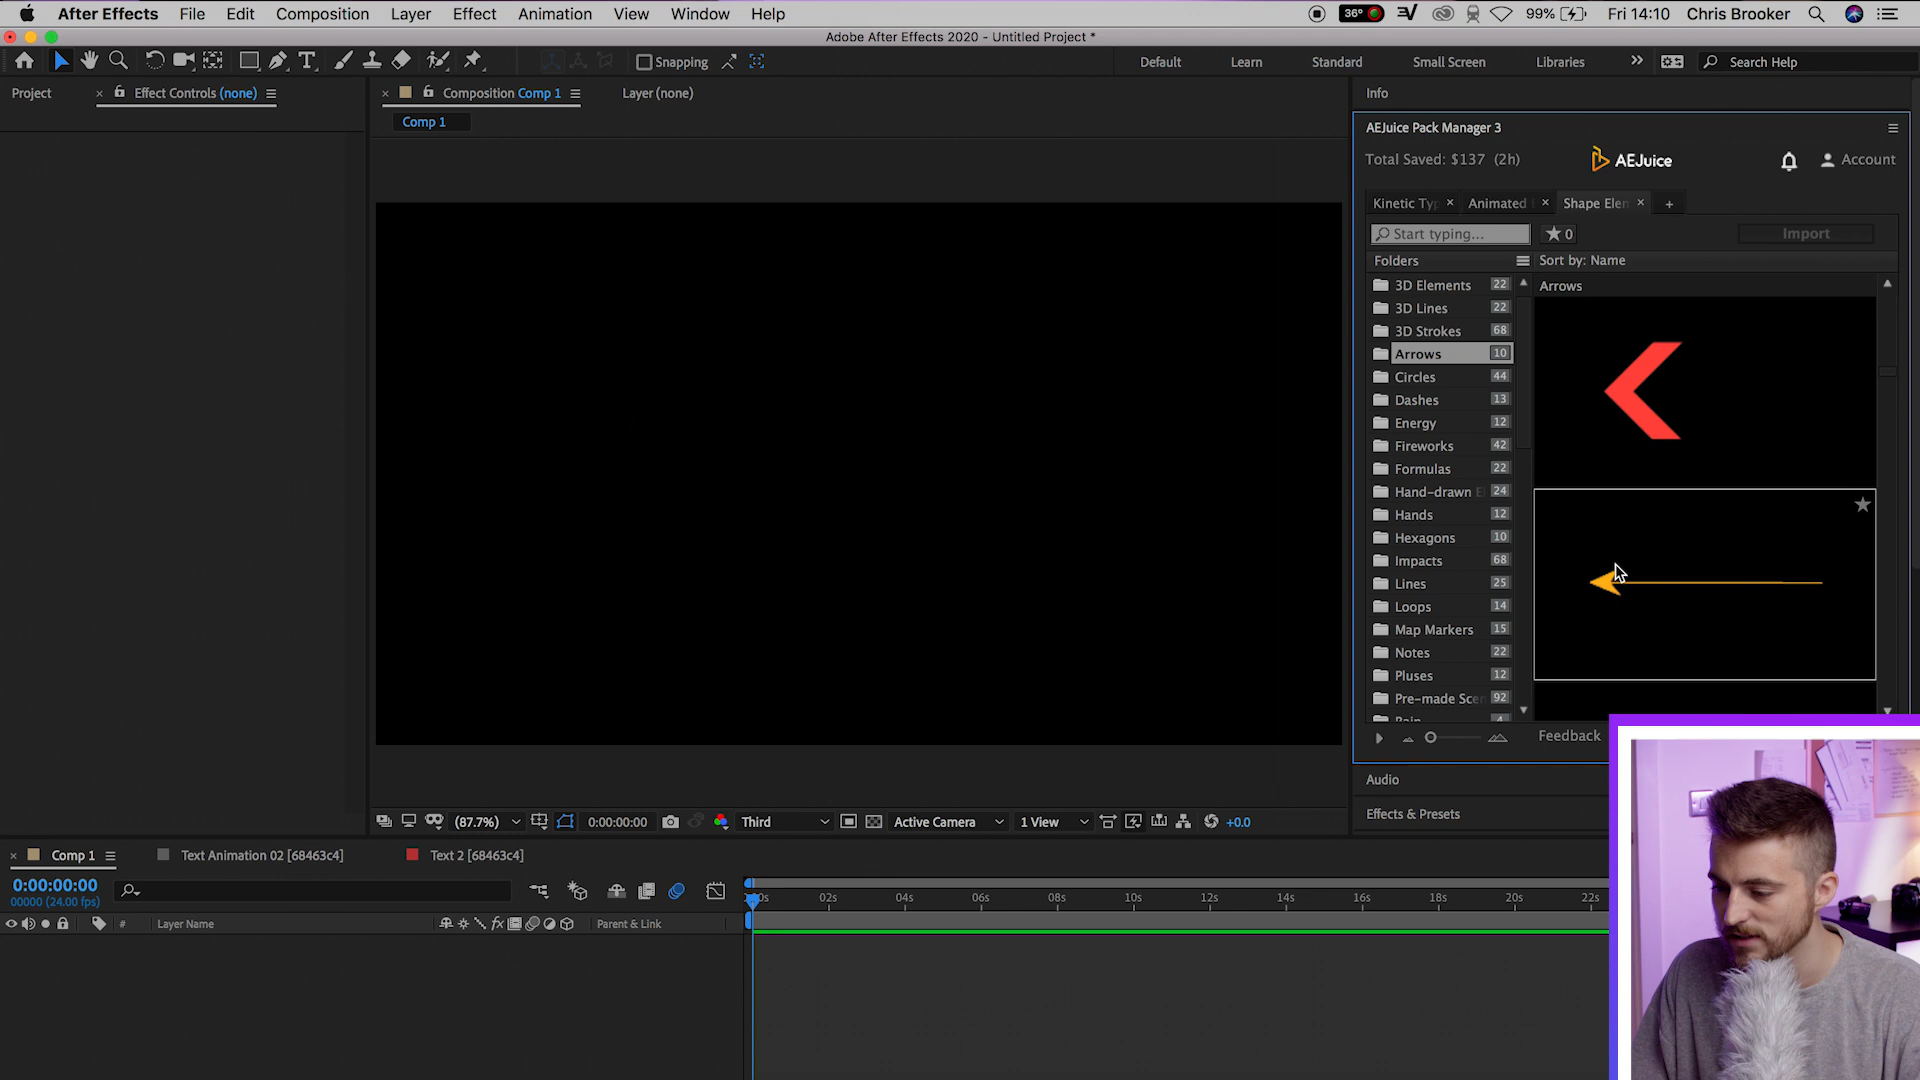 After Effects File Edit Composition Layer Effect Animation View Window Help 36° 99% Fri 14:10 Chris Brooker
Adobe After Effects 2020 - Untitled Project *
T Snapping Default Learn Standard Small Screen Libraries Search Help
Project Effect Controls (none) Composition Comp 1 Layer (none) Info
Comp 1
AEJuice Pack Manager 3
Total Saved: $137 (2h) AEJuice Account
Kinetic Typ Animated Shape Elem
Start typing... 0 Import
Folders Sort by: Name
Arrows
3D Elements 22
3D Lines 22
3D Strokes 68
Arrows 10
Circles 44
Dashes 13
Energy 12
Fireworks 42
Formulas 22
Hand-drawn E 24
Hands 12
Hexagons 10
Impacts 68
Lines 25
Loops 14
Map Markers 15
Notes 22
Pluses 12
Pre-made Sce 92
Feedback
Audio
Effects & Presets
(87.7%) 0:00:00:00 Third Active Camera 1 View +0.0
Comp 1 Text Animation 02 [68463c4] Text 2 [68463c4]
0:00:00:00
00000 (24.00 fps)
02s 04s 06s 08s 10s 12s 14s 16s 18s 20s 22s
# Layer Name fx Parent & Link